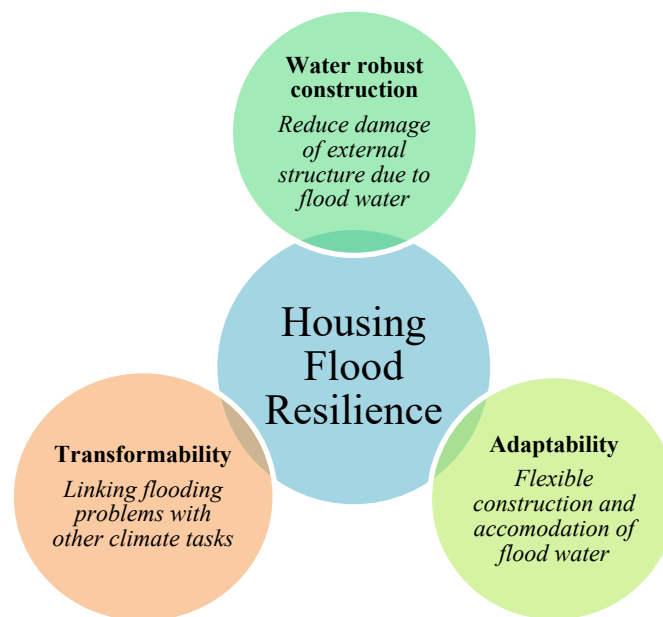 Water robust
construction
Reduce damage
of external
structure due to
flood water
Housing
Flood
Resilience
Transformability
Linking flooding
problems with
other climate tasks
Adaptability
Flexible
construction and
accomodation of
flood water